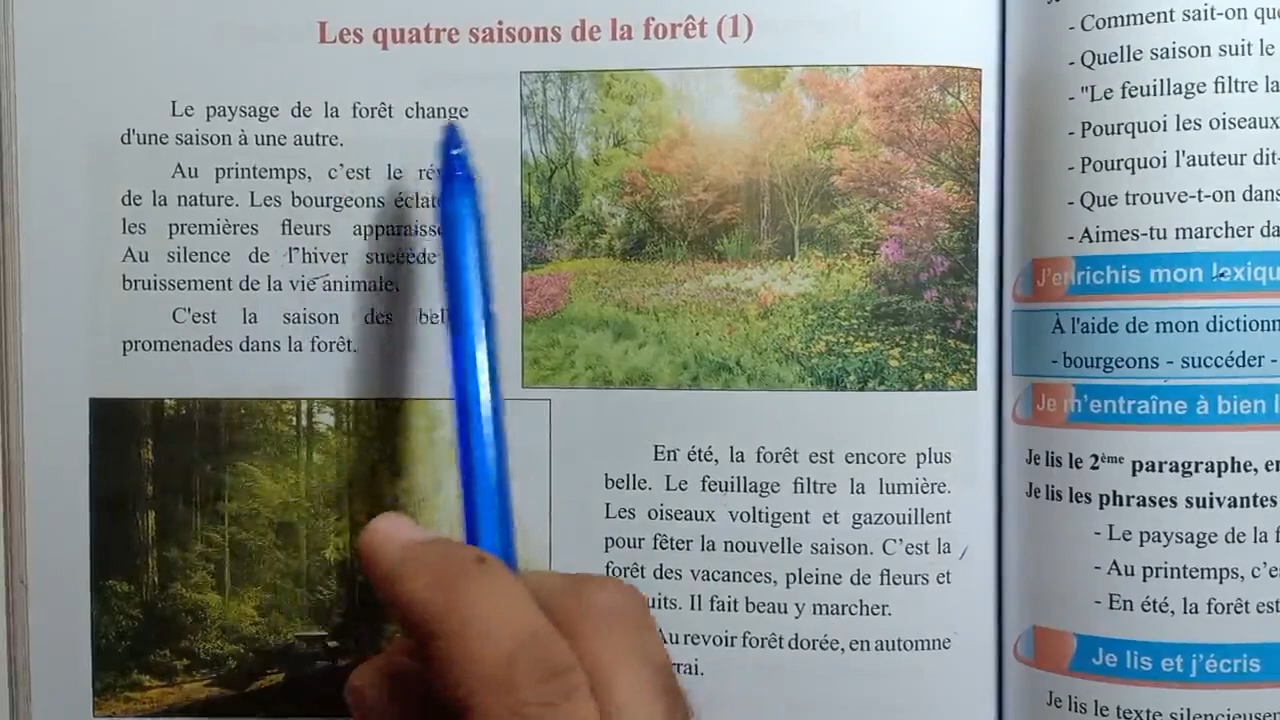 Les quatre saisons de la forêt (1)
Le paysage de la forêt change
d'une saison à une autre.
Au printemps, c'est le
de la nature. Les bourgeons
les premières fleurs
Au silence de l'hiver succède
bruissement de la vie animale.
C'est la saison des
promenades dans la forêt.
En été, la forêt est encore plus
belle. Le feuillage filtre la lumière.
Les oiseaux voltigent et gazouillent
pour fêter la nouvelle saison. C'est la
forêt des vacances, pleine de fleurs et
Il fait beau y marcher.
Au revoir forêt dorée, en automne
- Comment sait-on
- Quelle saison suit le
- "Le feuillage filtre la
- Pourquoi les oiseaux
- Pourquoi l'auteur dit-
- Que trouve-t-on dans
- Aimes-tu marcher
J'enrichis mon
À l'aide de mon
- bourgeons - succéder -
Je m'entraîne à bien
Je lis le 2ème paragraphe,
Je lis les phrases suivantes
- Le paysage de la
- Au printemps,
- En été, la forêt est
Je lis et j'écris
Je lis le texte